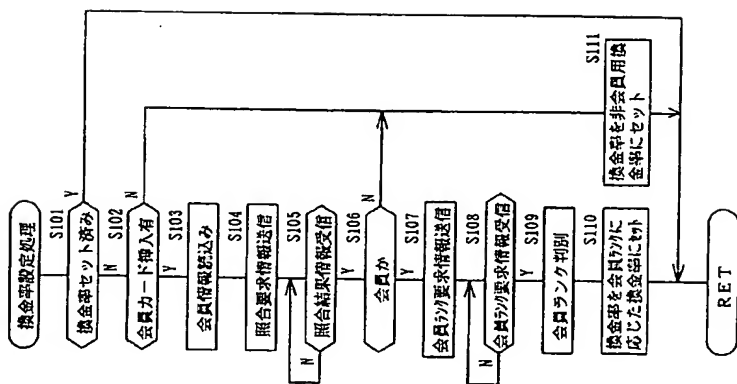 換金率設定処理
S101
換金率セット済み
Y
N
S102
会員カード挿入有
N
Y
S103
会員情報読込み
S104
照合要求情報送信
S105
照合結果情報受信
N
Y
S106
会員か
N
Y
S107
会員ランク要求情報送信
S108
会員ランク要求情報受信
N
Y
S109
会員ランク判別
S110
換金率を会員ランクに
応じた換金率にセット
S111
換金率を非会員用換
金率にセット
RET